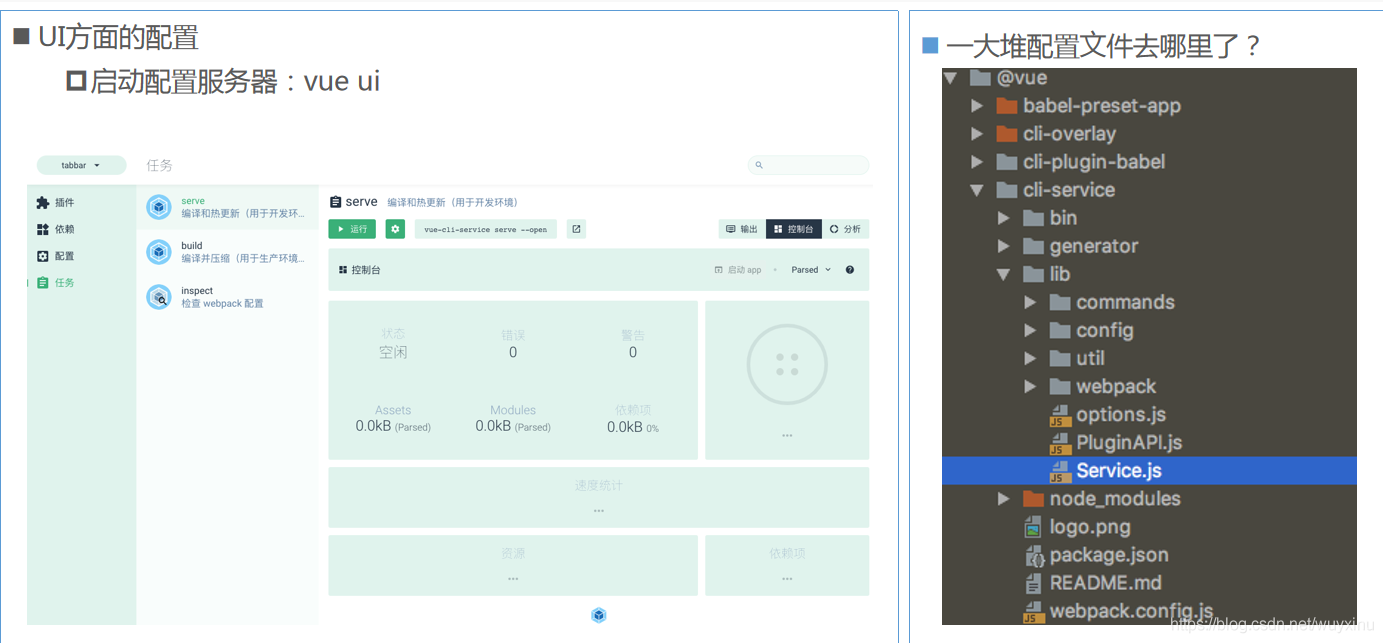 UI方面的配置
启动配置服务器：vue ui
tabbar
任务
插件
依赖
配置
任务
serve
编译和热更新（用于开发环...
build
编译并压缩（用于生产环境...
inspect
检查 webpack 配置
serve 编译和热更新（用于开发环境）
运行 vue-cli-service serve --open 输出 控制台 分析
控制台 启动 app Parsed
状态 错误 警告
空闲 0 0
Assets Modules 依赖项
0.0kB (Parsed) 0.0kB (Parsed) 0.0kB 0%
...
速度统计
...
资源 依赖项
... ...
一大堆配置文件去哪里了？
@vue
babel-preset-app
cli-overlay
cli-plugin-babel
cli-service
bin
generator
lib
commands
config
util
webpack
options.js
PluginAPI.js
Service.js
node_modules
logo.png
package.json
README.md
webpack.config.js
https://blog.csdn.net/wuyxinu